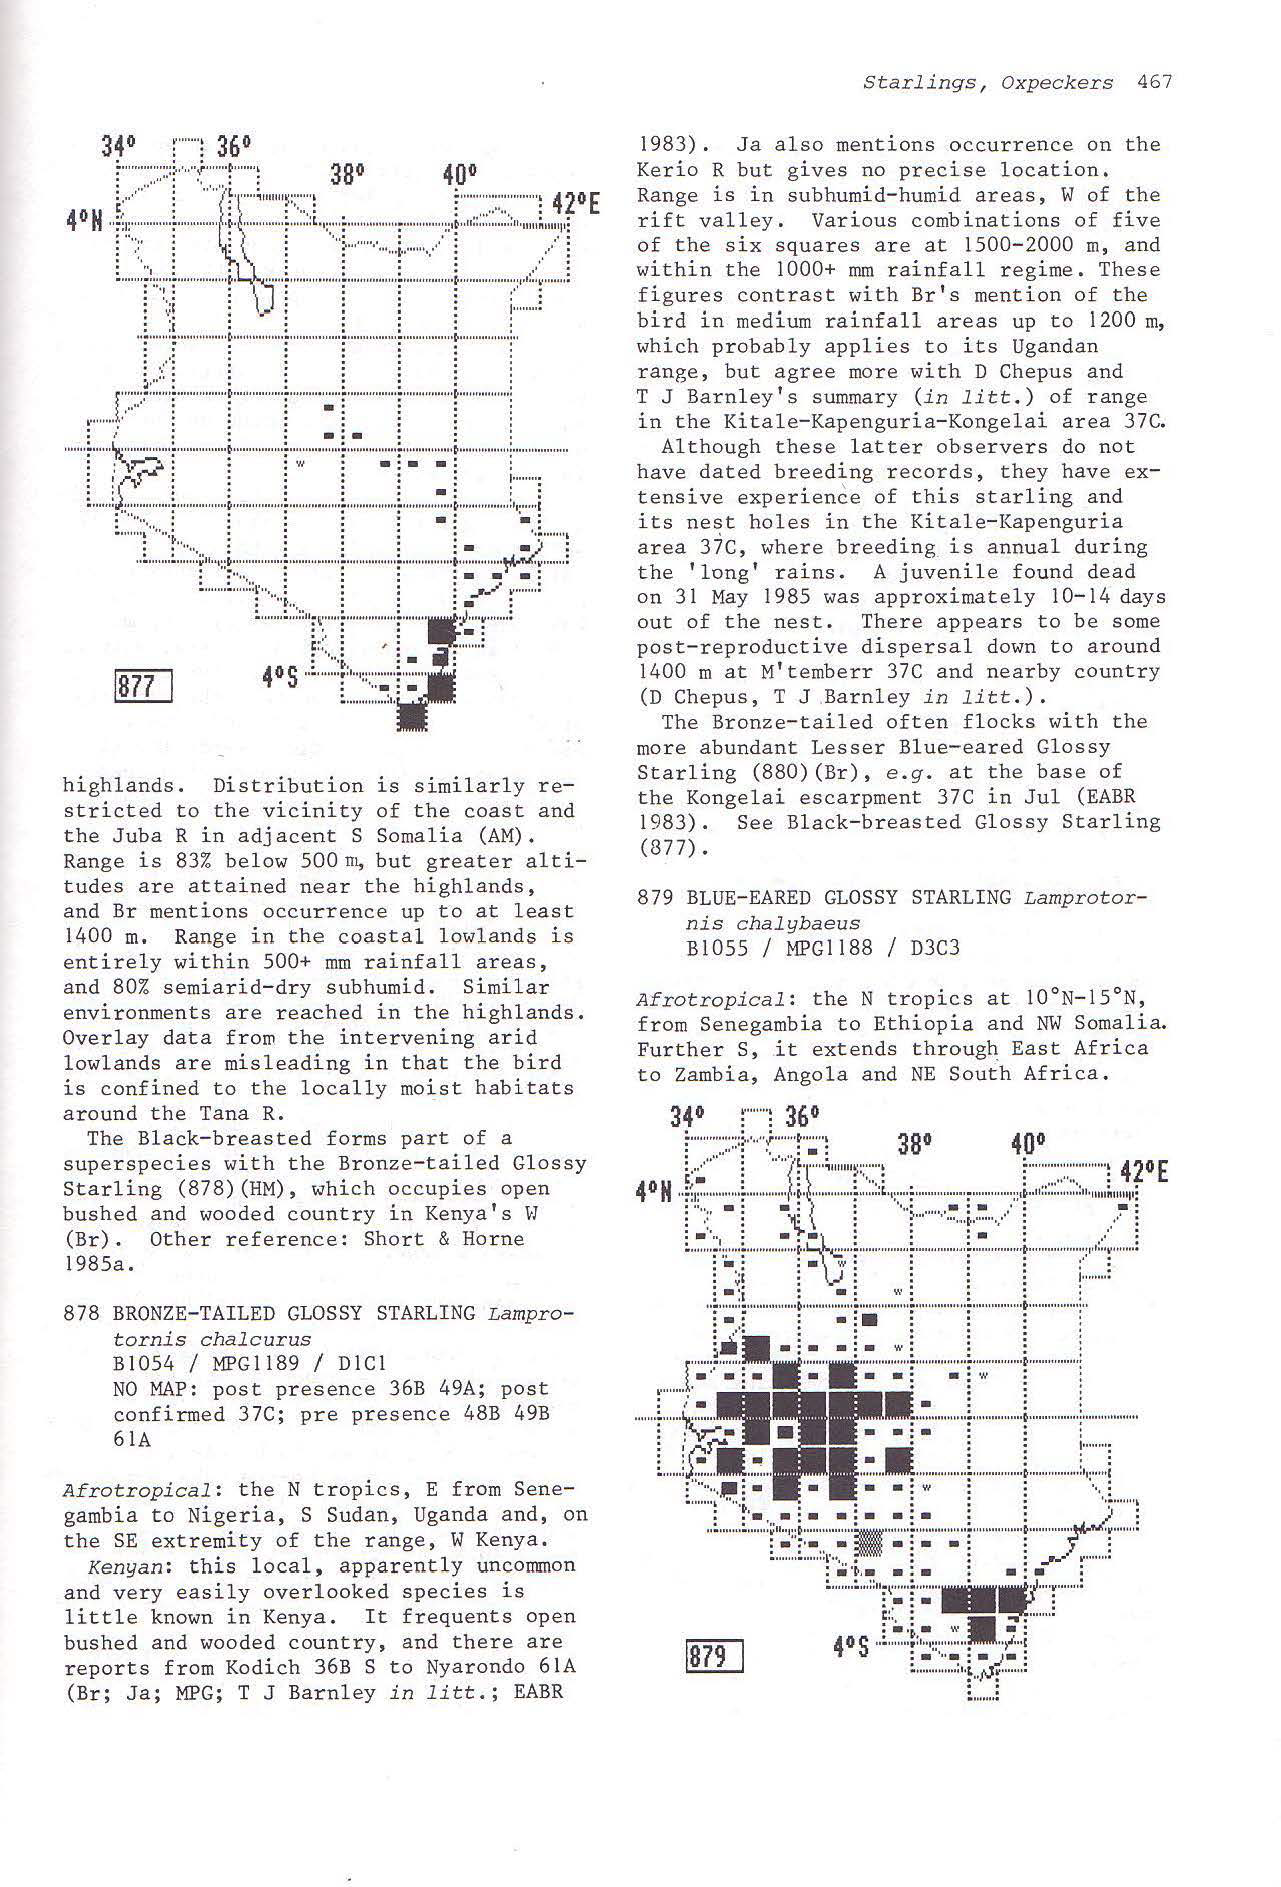 Starlings, Oxpeckers 467
34° 36°
38° 40°
42°E
4°N
w
4°S
877
highlands. Distribution is similarly re-
stricted to the vicinity of the coast and
the Juba R in adjacent S Somalia (AM).
Range is 83% below 500 m, but greater alti-
tudes are attained near the highlands,
and Br mentions occurrence up to at least
1400 m. Range in the coastal lowlands is
entirely within 500+ mm rainfall areas,
and 80% semiarid-dry subhumid. Similar
environments are reached in the highlands.
Overlay data from the intervening arid
lowlands are misleading in that the bird
is confined to the locally moist habitats
around the Tana R.
The Black-breasted forms part of a
superspecies with the Bronze-tailed Glossy
Starling (878)(HM), which occupies open
bushed and wooded country in Kenya's W
(Br). Other reference: Short & Horne
1985a.
878 BRONZE-TAILED GLOSSY STARLING Lampro-
tornis chalcurus
B1054 / MPG1189 / D1C1
NO MAP: post presence 36B 49A; post
confirmed 37C; pre presence 48B 49B
61A
Afrotropical: the N tropics, E from Sene-
gambia to Nigeria, S Sudan, Uganda and, on
the SE extremity of the range, W Kenya.
Kenyan: this local, apparently uncommon
and very easily overlooked species is
little known in Kenya. It frequents open
bushed and wooded country, and there are
reports from Kodich 36B S to Nyarondo 61A
(Br; Ja; MPG; T J Barnley in litt.; EABR
1983). Ja also mentions occurrence on the
Kerio R but gives no precise location.
Range is in subhumid-humid areas, W of the
rift valley. Various combinations of five
of the six squares are at 1500-2000 m, and
within the 1000+ mm rainfall regime. These
figures contrast with Br's mention of the
bird in medium rainfall areas up to 1200 m,
which probably applies to its Ugandan
range, but agree more with D Chepus and
T J Barnley's summary (in litt.) of range
in the Kitale-Kapenguria-Kongelai area 37C.
Although these latter observers do not
have dated breeding records, they have ex-
tensive experience of this starling and
its nest holes in the Kitale-Kapenguria
area 37C, where breeding is annual during
the 'long' rains. A juvenile found dead
on 31 May 1985 was approximately 10-14 days
out of the nest. There appears to be some
post-reproductive dispersal down to around
1400 m at M'temberr 37C and nearby country
(D Chepus, T J Barnley in litt.).
The Bronze-tailed often flocks with the
more abundant Lesser Blue-eared Glossy
Starling (880)(Br), e.g. at the base of
the Kongelai escarpment 37C in Jul (EABR
1983). See Black-breasted Glossy Starling
(877).
879 BLUE-EARED GLOSSY STARLING Lamprotor-
nis chalybaeus
B1055 / MPG1188 / D3C3
Afrotropical: the N tropics at 10°N-15°N,
from Senegambia to Ethiopia and NW Somalia.
Further S, it extends through East Africa
to Zambia, Angola and NE South Africa.
34° 36°
38° 40°
42°E
4°N
w
w
w
w
w
w
4°S
879